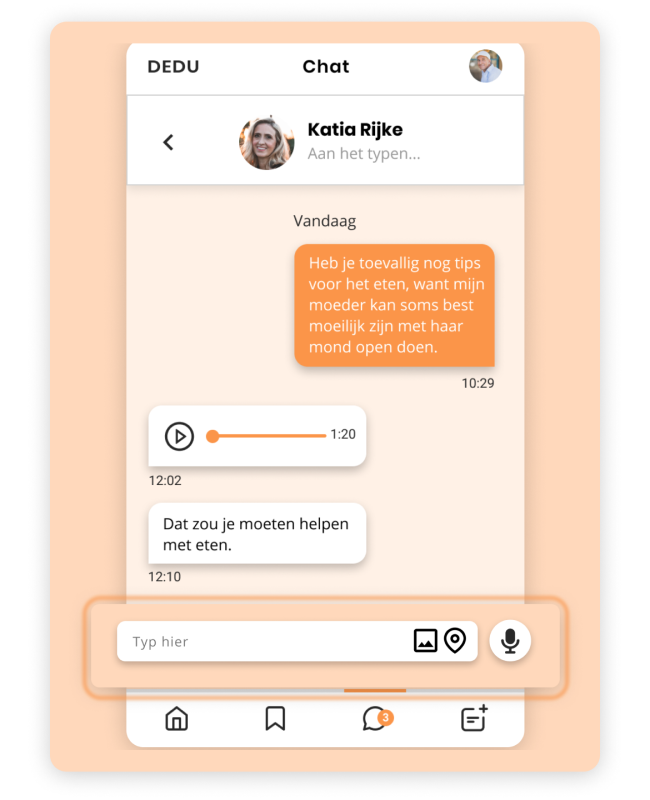 DEDU
Chat
Katia Rijke
Aan het typen...
Vandaag
Heb je toevallig nog tips
voor het eten, want mijn
moeder kan soms best
moeilijk zijn met haar
mond open doen.
10:29
1:20
12:02
Dat zou je moeten helpen
met eten.
12:10
Typ hier
3